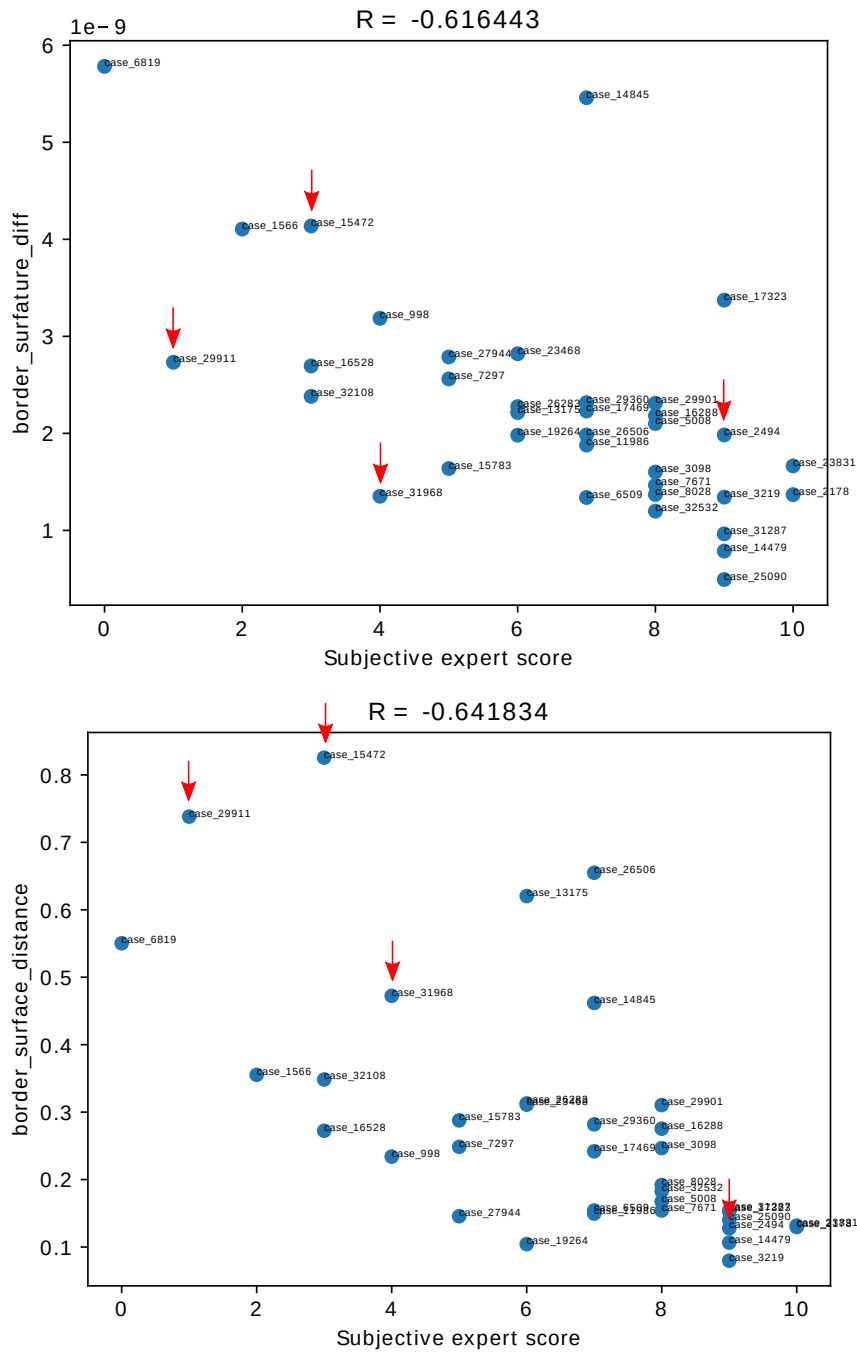 R = -0.616443
1e−9
6
5
4
3
2
1
border_surfature_diff
case_6819
case_14845
case_1566
case_15472
case_17323
case_998
case_29911
case_16528
case_27944
case_23468
case_32108
case_7297
case_26283
case_13175
case_29360
case_17469
case_29901
case_16288
case_5008
case_19264
case_26506
case_11986
case_2494
case_15783
case_3098
case_23831
case_31968
case_7671
case_8028
case_6509
case_32532
case_3219
case_2178
case_31287
case_14479
case_25090
0 2 4 6 8 10
Subjective expert score
R = -0.641834
0.8
0.7
0.6
0.5
0.4
0.3
0.2
0.1
border_surface_distance
case_15472
case_29911
case_26506
case_13175
case_6819
case_31968
case_14845
case_1566
case_32108
case_29901
case_15783
case_29360
case_16528
case_16288
case_7297
case_17469
case_3098
case_998
case_8028
case_32532
case_5008
case_7671
case_27944
case_25090
case_2494
case_19264
case_14479
case_3219
0 2 4 6 8 10
Subjective expert score